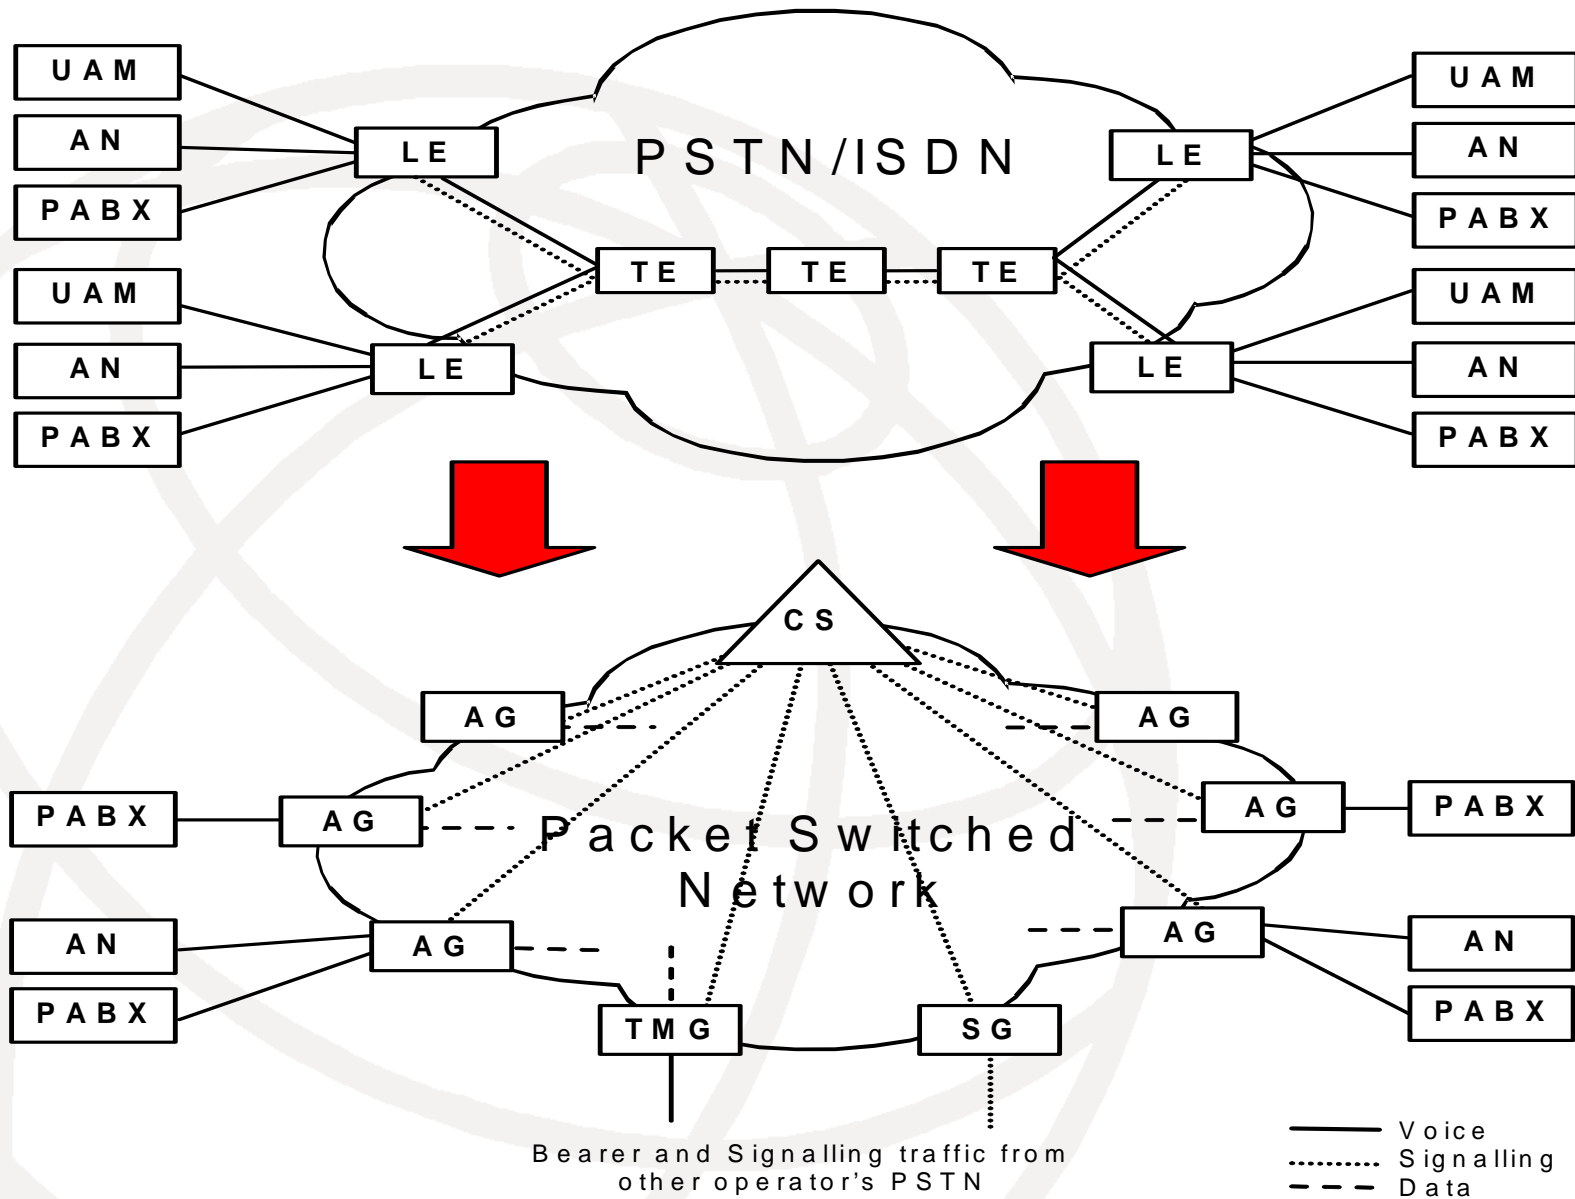 UAM
UAM
AN
LE
PSTN/ISDN
LE
AN
PABX
PABX
TE
TE
TE
UAM
UAM
AN
LE
LE
AN
PABX
PABX
CS
AG
AG
PABX
AG
AG
PABX
Packet Switched
Network
AN
AG
AG
AN
PABX
TMG
SG
PABX
Bearer and Signalling traffic from
other operator's PSTN
Voice
Signalling
Data